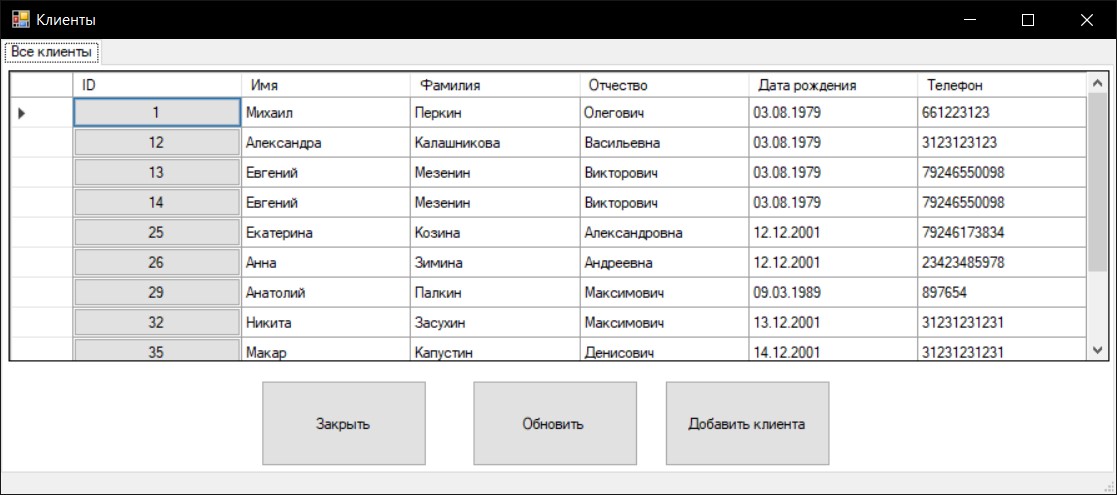 Клиенты
Все клиенты
ID Имя Фамилия Отчество Дата рождения Телефон
1 Михаил Перкин Олегович 03.08.1979 661223123
12 Александра Калашникова Васильевна 03.08.1979 3123123123
13 Евгений Мезенин Викторович 03.08.1979 79246550098
14 Евгений Мезенин Викторович 03.08.1979 79246550098
25 Екатерина Козина Александровна 12.12.2001 79246173834
26 Анна Зимина Андреевна 12.12.2001 23423485978
29 Анатолий Палкин Максимович 09.03.1989 897654
32 Никита Засухин Максимович 13.12.2001 31231231231
35 Макар Капустин Денисович 14.12.2001 31231231231
Закрыть Обновить Добавить клиента